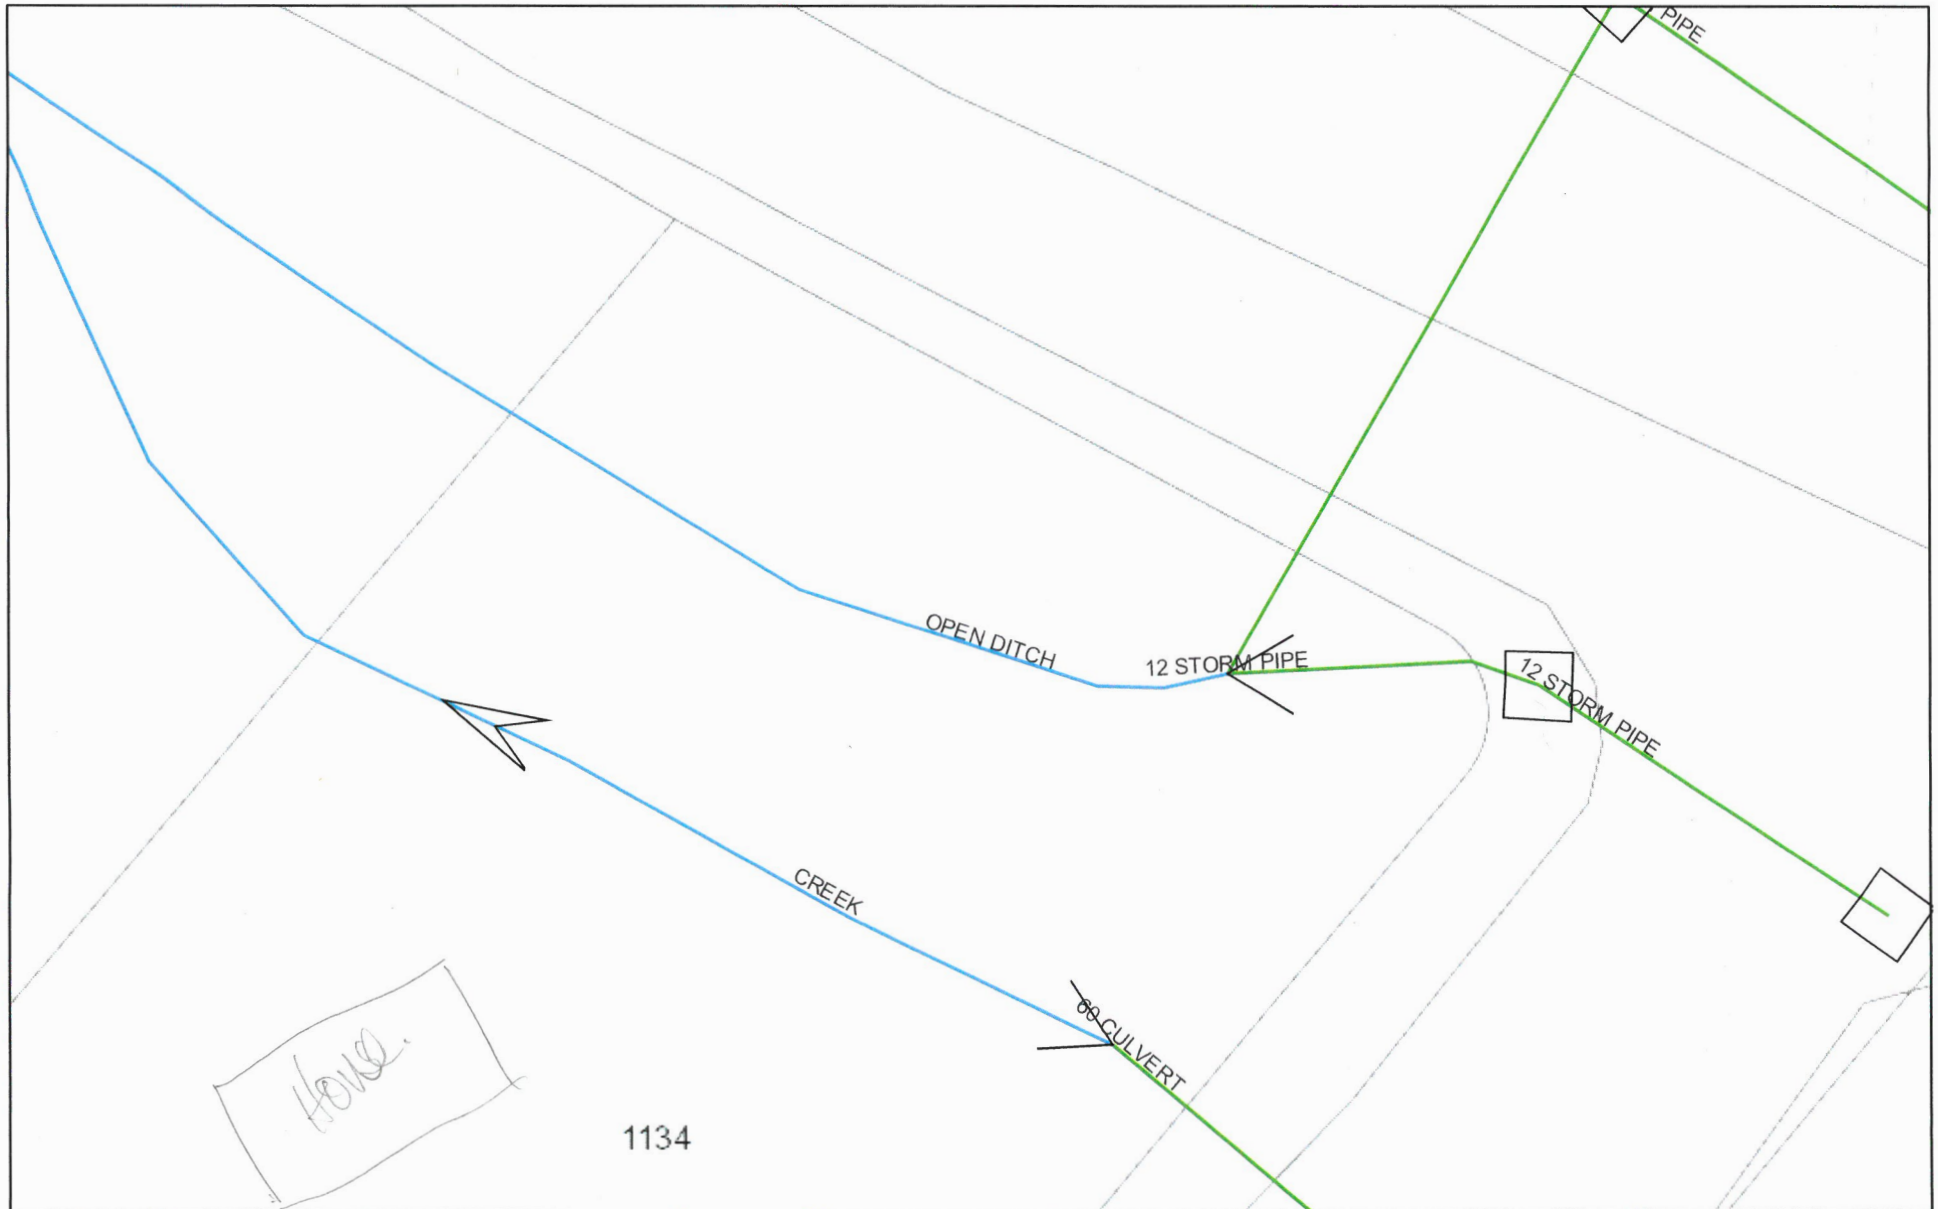 PIPE
OPEN DITCH
12 STORM PIPE
12 STORM PIPE
CREEK
60 CULVERT
House.
1134